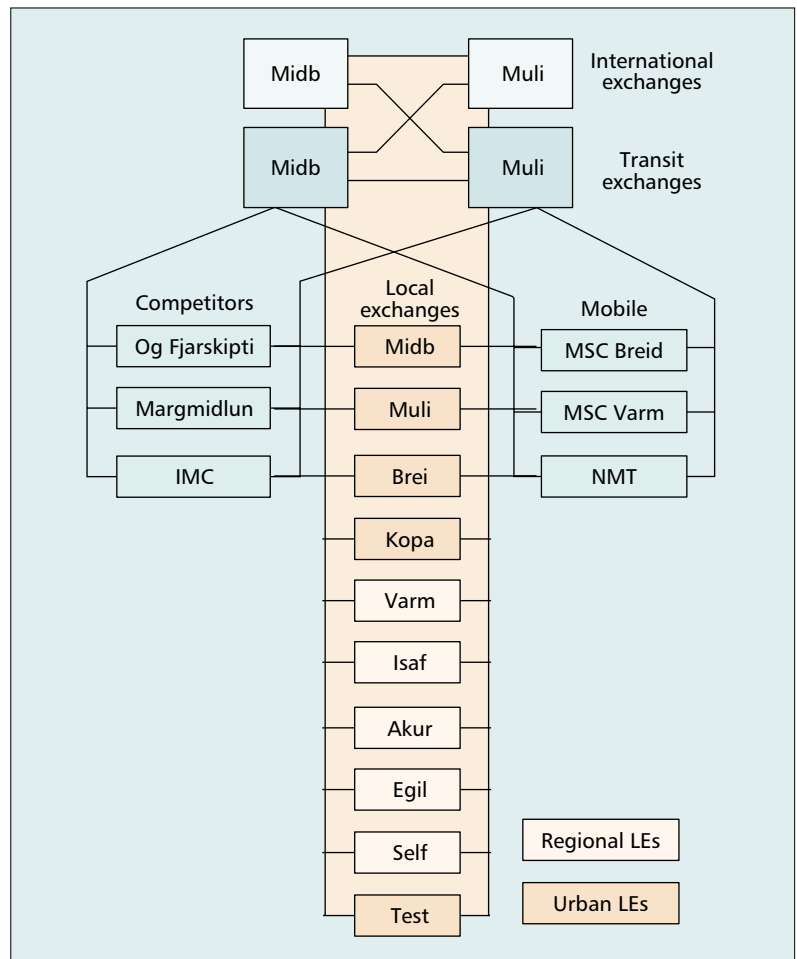 Midb
Muli
International
exchanges
Midb
Muli
Transit
exchanges
Competitors
Local
exchanges
Mobile
Og Fjarskipti
Midb
MSC Breid
Margmidlun
Muli
MSC Varm
IMC
Brei
NMT
Kopa
Varm
Isaf
Akur
Egil
Regional LEs
Self
Urban LEs
Test